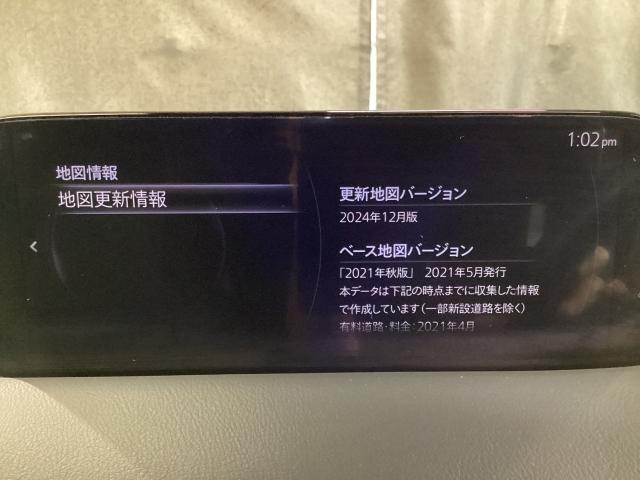 1:02 pm
地図情報
地図更新情報
更新地図バージョン
2024年12月版
ベース地図バージョン
「2021年秋版」 2021年5月発行
本データは下記の時点までに収集した情報
で作成しています(一部新設道路を除く)
有料道路・料金：2021年4月